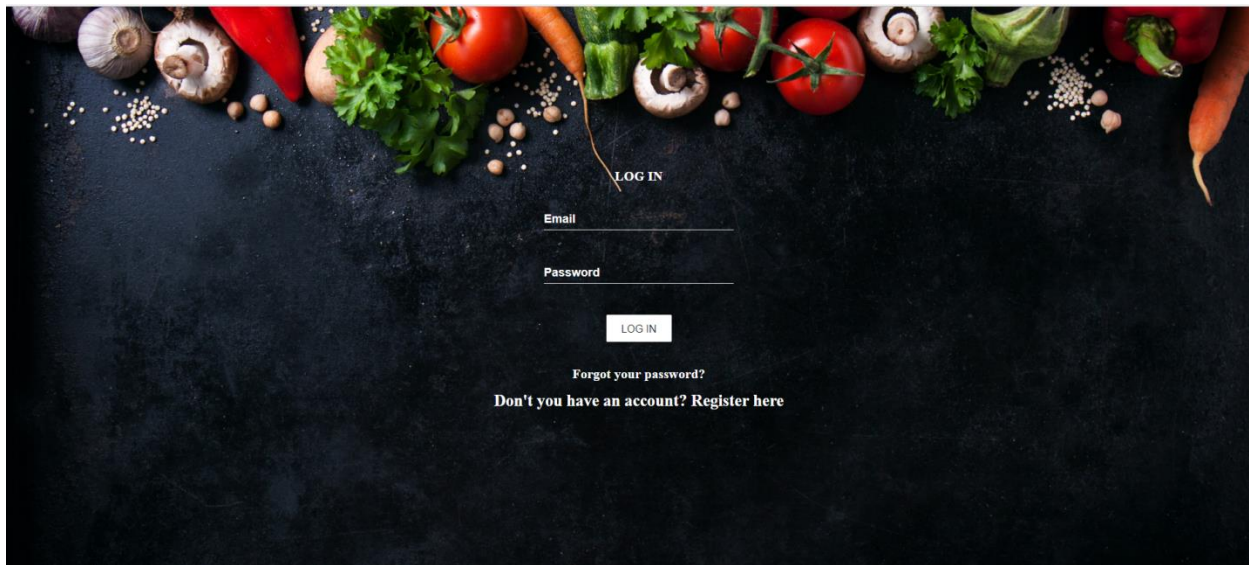 LOG IN
Email
Password
LOG IN
Forgot your password?
Don't you have an account? Register here